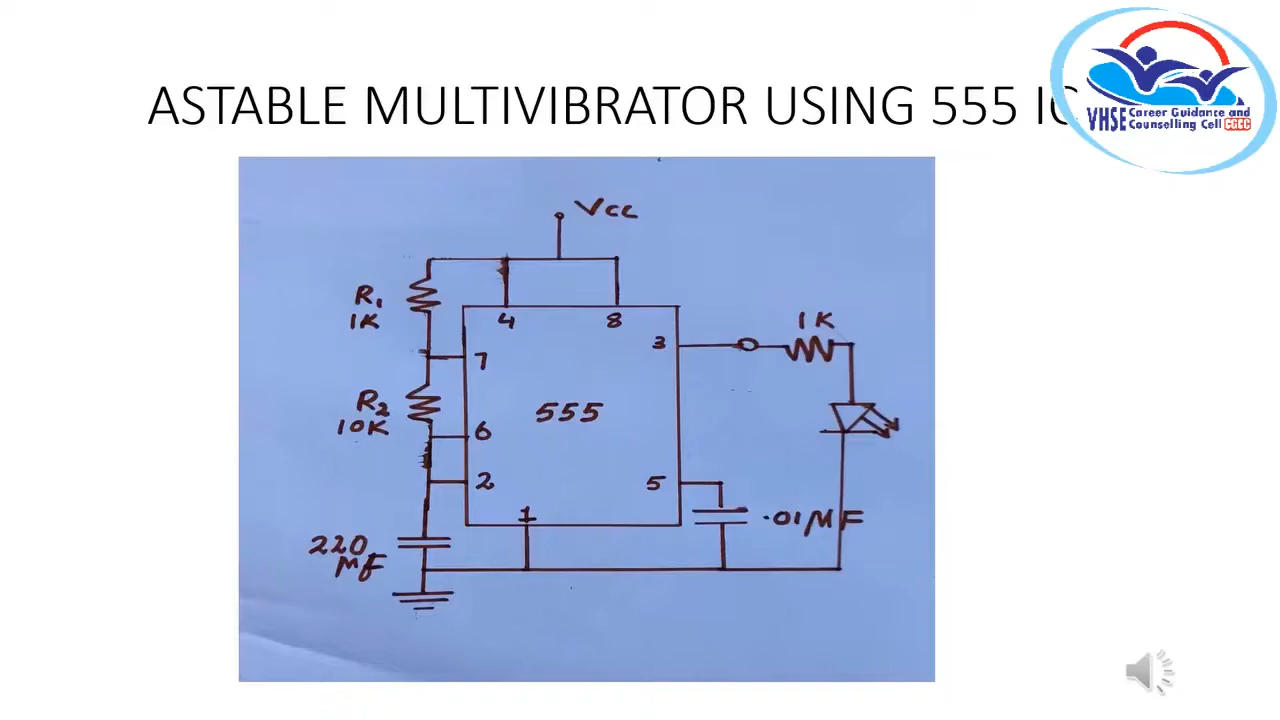 ASTABLE MULTIVIBRATOR USING 555 IC
VHSE Career Guidance and
Counselling Cell CGCC
Vcc
R1
1K
4
8
3
1K
7
R2
10K
555
6
2
5
1
.01MF
220
MF